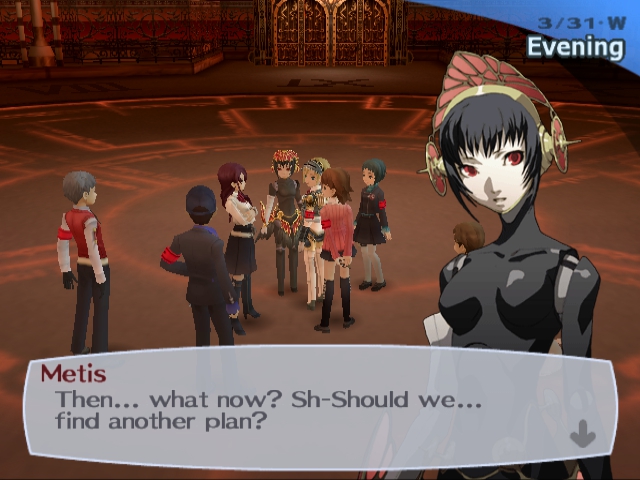 3/31·W
Evening
Metis
Then... what now? Sh-Should we...
find another plan?